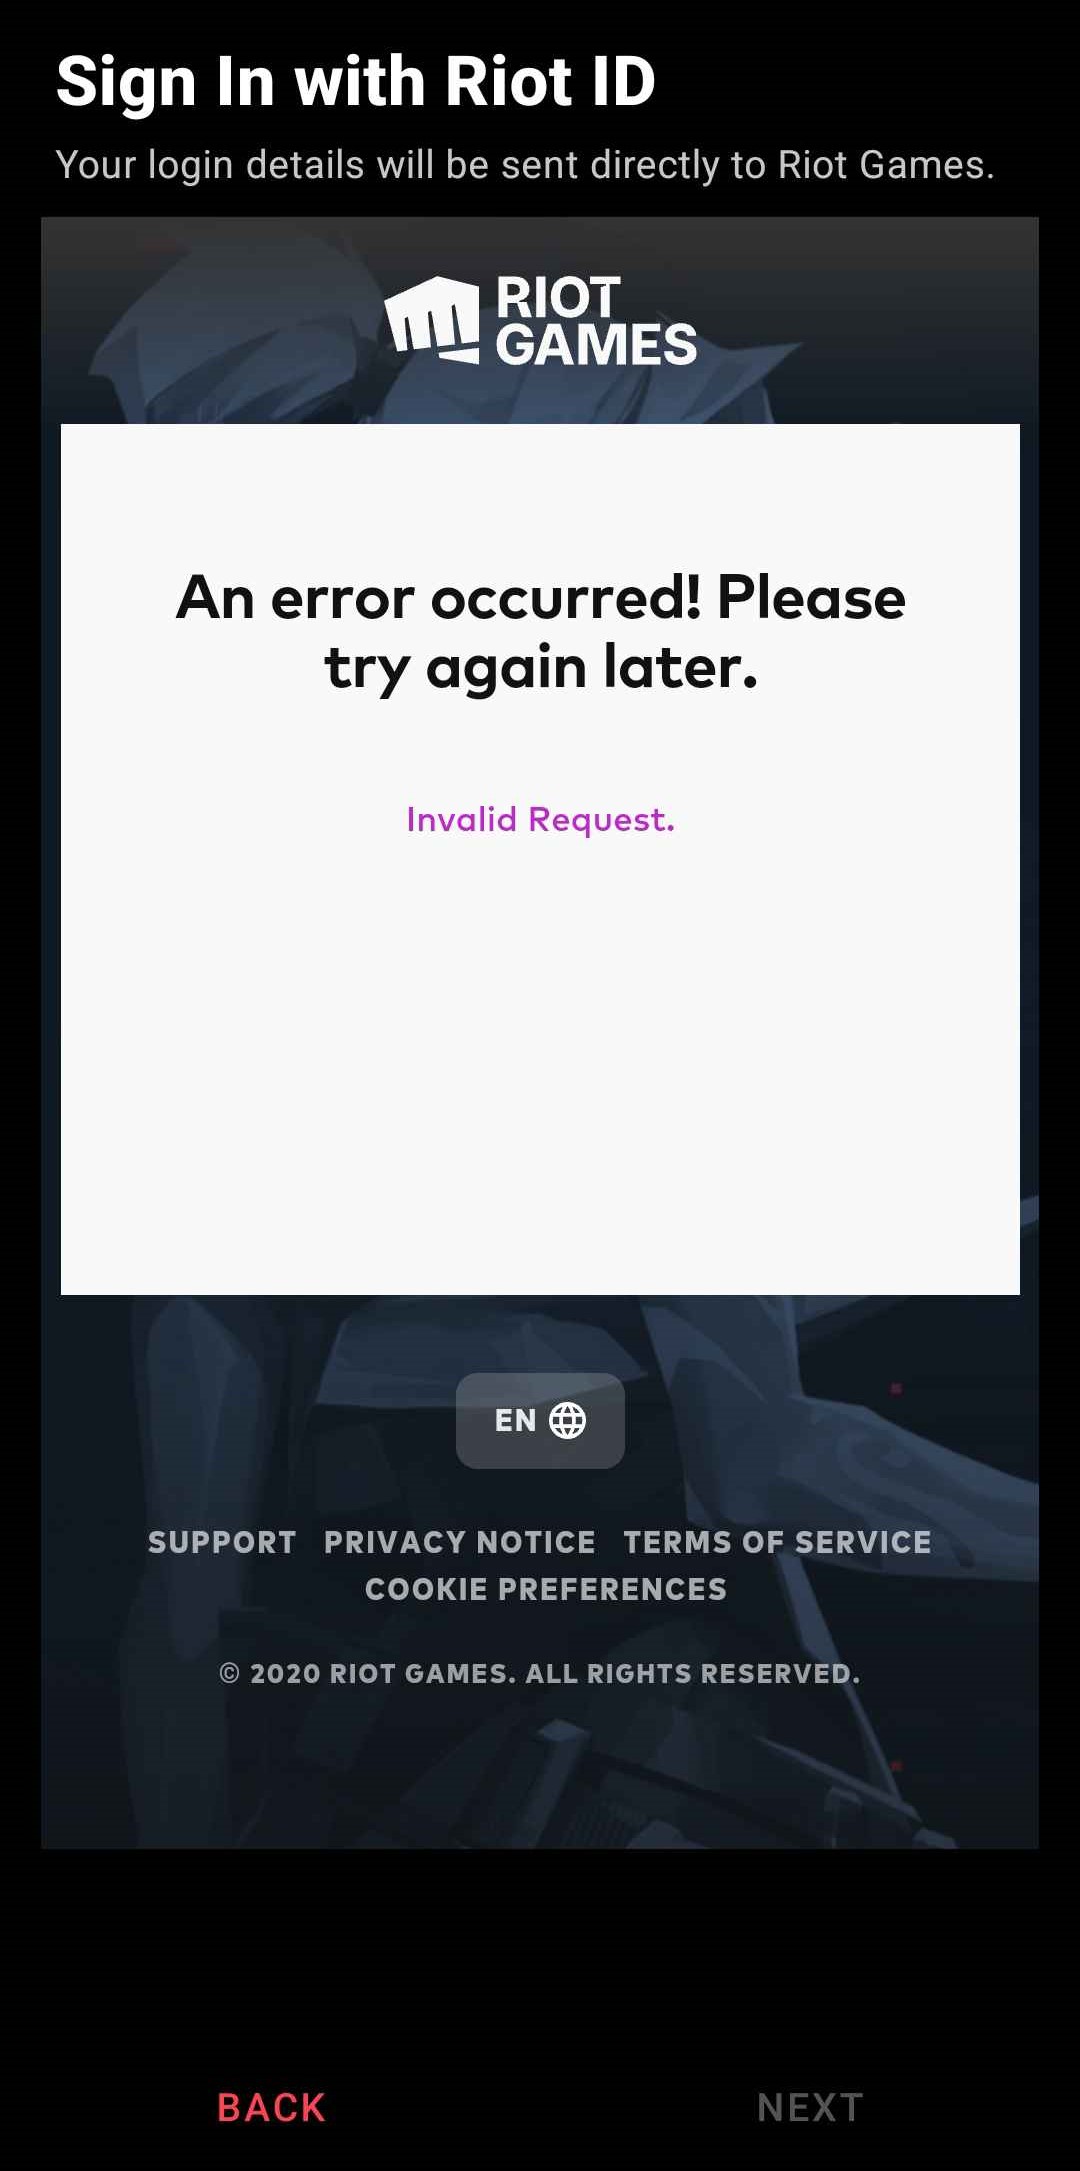 Sign In with Riot ID
Your login details will be sent directly to Riot Games.
RIOT
GAMES
An error occurred! Please
try again later.
Invalid Request.
EN
SUPPORT PRIVACY NOTICE TERMS OF SERVICE
COOKIE PREFERENCES
© 2020 RIOT GAMES. ALL RIGHTS RESERVED.
BACK NEXT